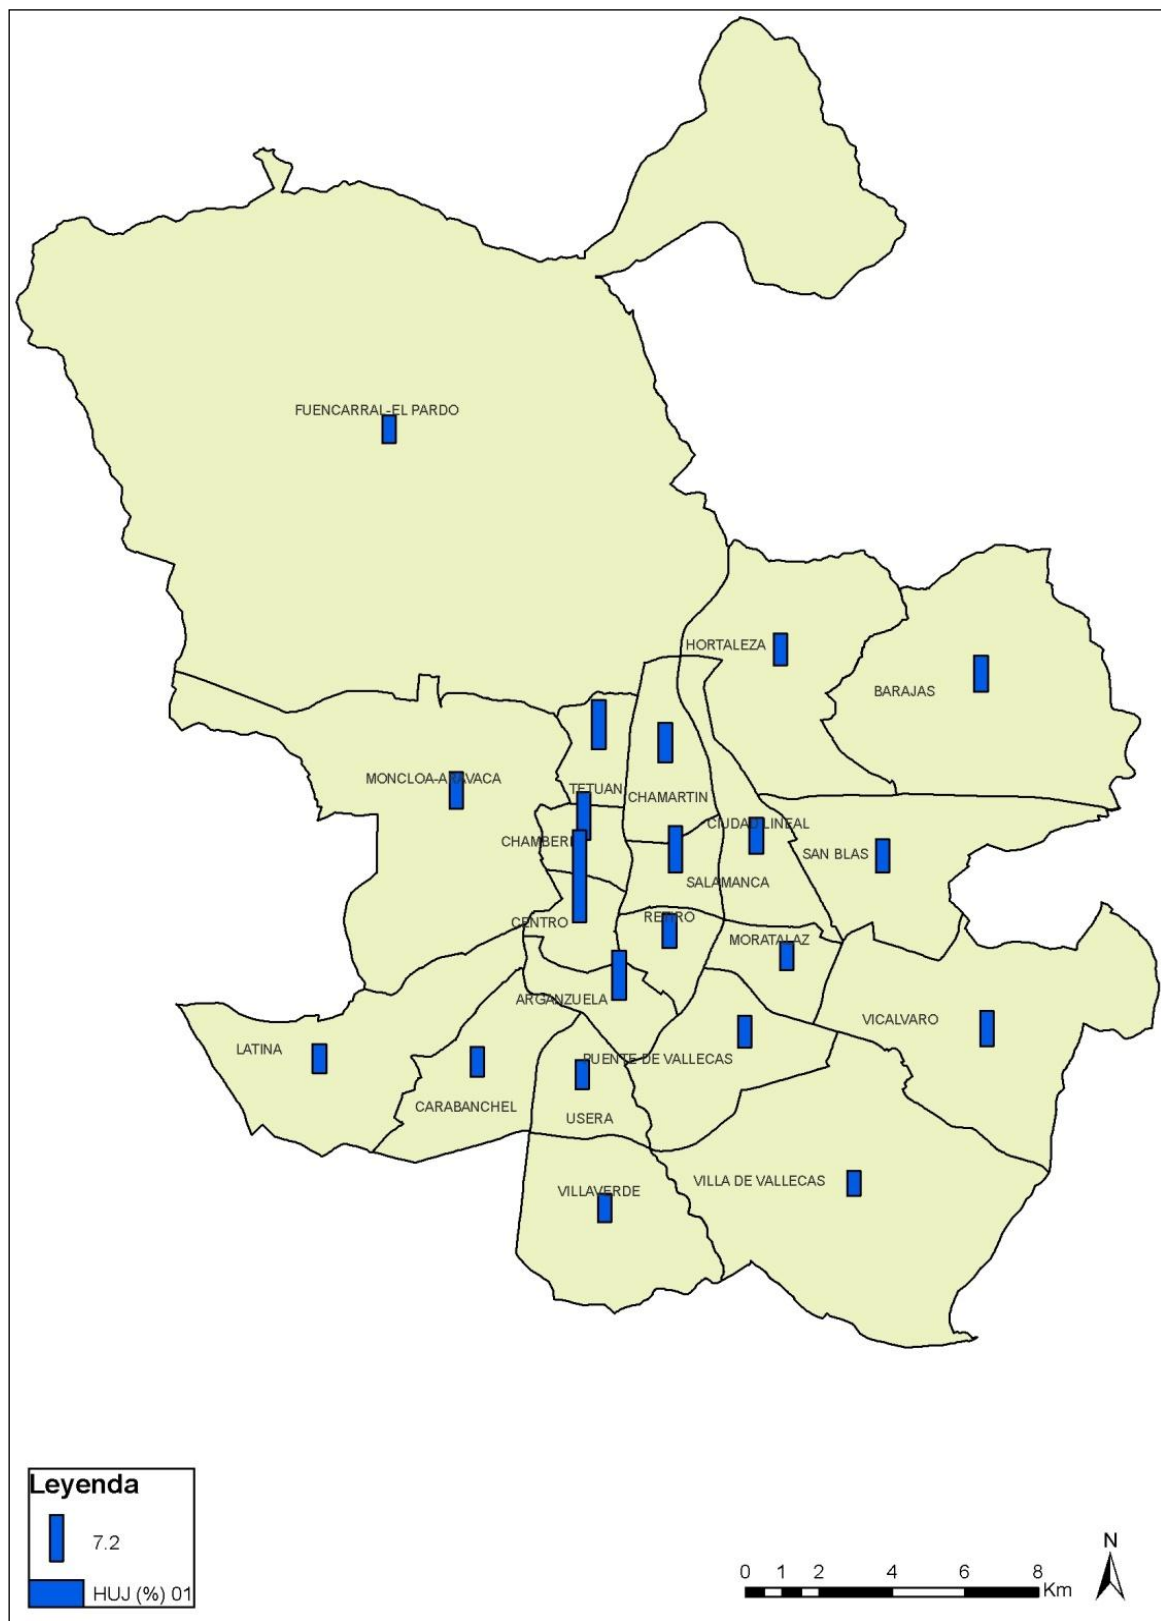 FUENCARRAL-EL PARDO
HORTALEZA
BARAJAS
MONCLOA-ARAVACA
TETUAN
CHAMARTIN
CIUDAD LINEAL
CHAMBERI
SAN BLAS
SALAMANCA
CENTRO
RETIRO
MORATALAZ
ARGANZUELA
VICALVARO
LATINA
PUENTE DE VALLECAS
CARABANCHEL
USERA
VILLA DE VALLECAS
VILLAVERDE
Leyenda
7.2
HUJ (%) 01
N
0 1 2 4 6 8
Km